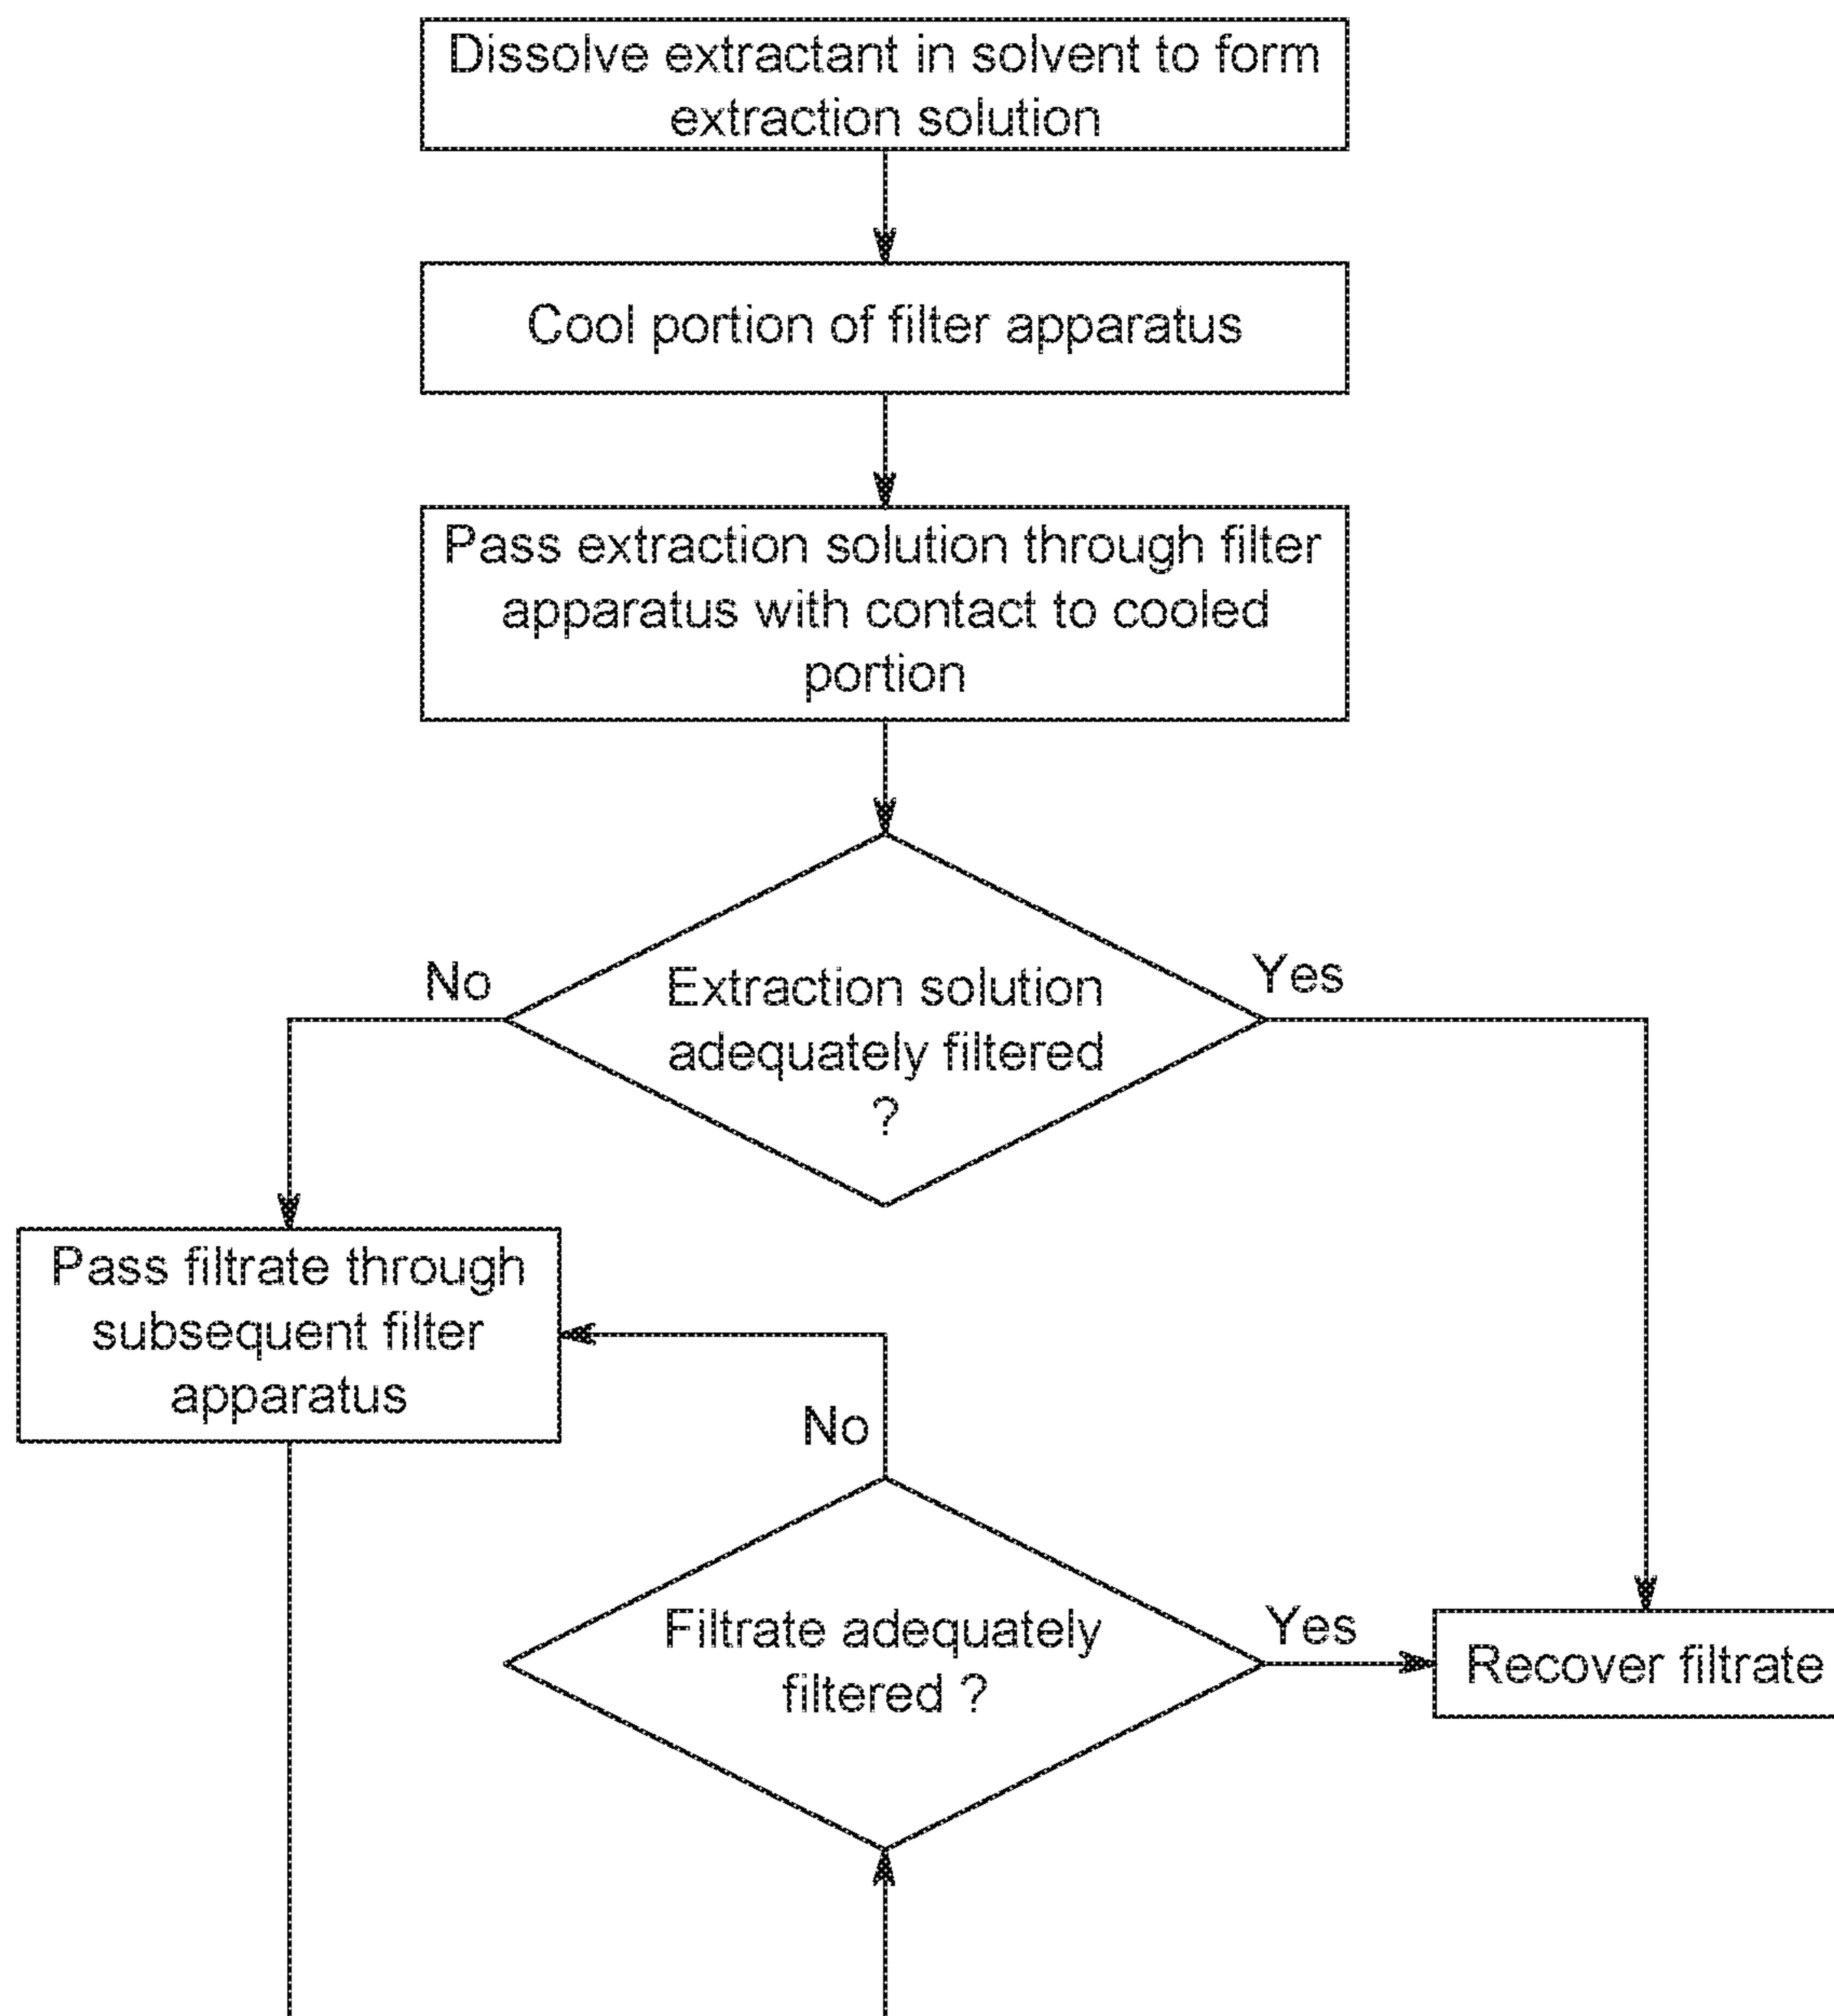 Dissolve extractant in solvent to form
extraction solution
Cool portion of filter apparatus
Pass extraction solution through filter
apparatus with contact to cooled
portion
No
Yes
Extraction solution
adequately filtered
?
Pass filtrate through
subsequent filter
apparatus
No
Filtrate adequately
filtered ?
Yes
Recover filtrate